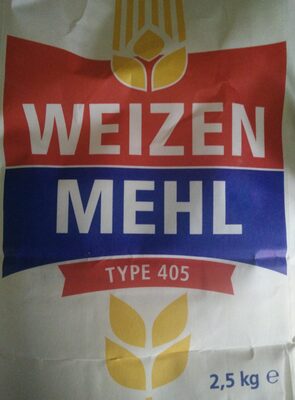 WEIZEN
MEHL
TYPE 405
2,5 kg ℮